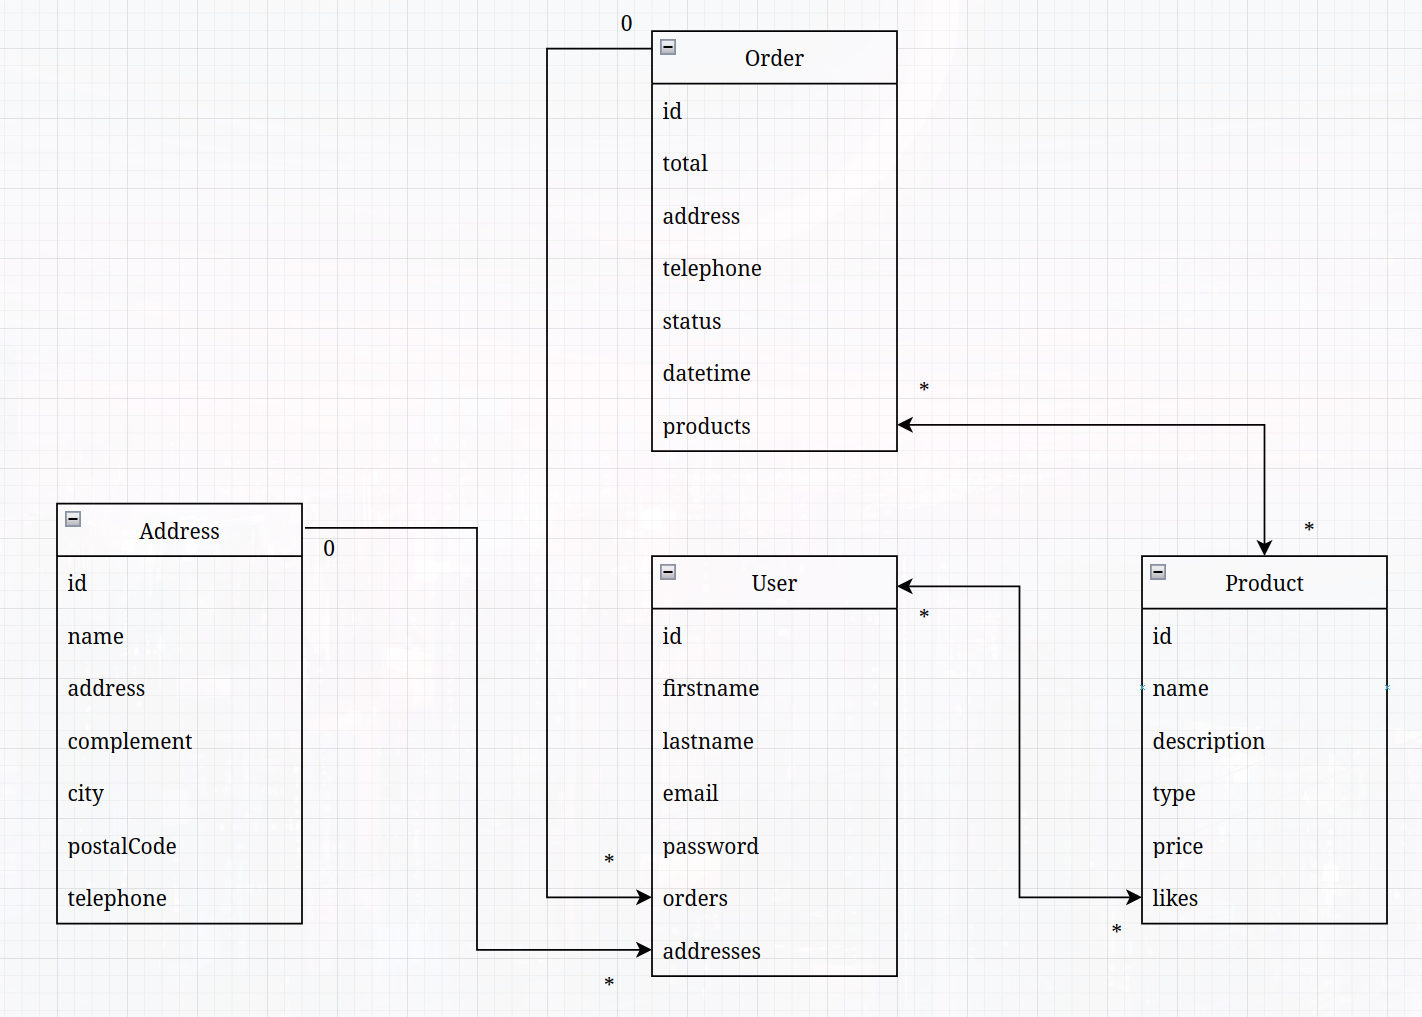 0
Order
id
total
address
telephone
status
datetime
products
*
*
Address
0
id
name
address
complement
city
postalCode
telephone
User
*
id
firstname
lastname
email
password
orders
addresses
*
*
Product
id
name
description
type
price
likes
*